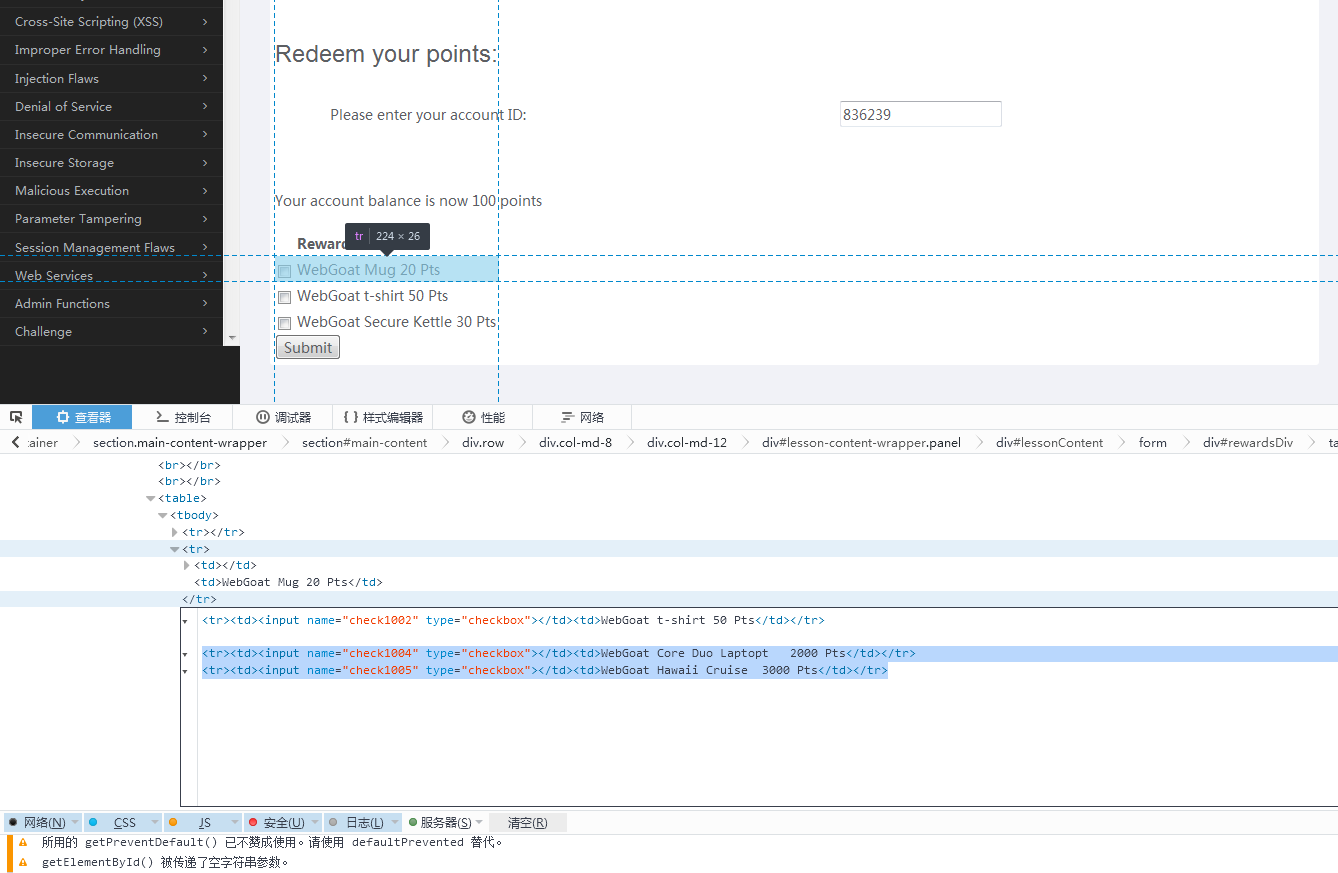 Cross-Site Scripting (XSS)
Improper Error Handling
Injection Flaws
Denial of Service
Insecure Communication
Insecure Storage
Malicious Execution
Parameter Tampering
Session Management Flaws
Web Services
Admin Functions
Challenge
Redeem your points:
Please enter your account ID:
836239
Your account balance is now 100 points
Rewar
tr 224 × 26
WebGoat Mug 20 Pts
WebGoat t-shirt 50 Pts
WebGoat Secure Kettle 30 Pts
Submit
查看器 控制台 调试器 { } 样式编辑器 性能 网络
ainer section.main-content-wrapper section#main-content div.row div.col-md-8 div.col-md-12 div#lesson-content-wrapper.panel div#lessonContent form div#rewardsDiv ta
<br></br>
<br></br>
<table>
<tbody>
<tr></tr>
<tr>
<td></td>
<td>WebGoat Mug 20 Pts</td>
</tr>
<tr><td><input name="check1002" type="checkbox"></td><td>WebGoat t-shirt 50 Pts</td></tr>
<tr><td><input name="check1004" type="checkbox"></td><td>WebGoat Core Duo Laptopt   2000 Pts</td></tr>
<tr><td><input name="check1005" type="checkbox"></td><td>WebGoat Hawaii Cruise  3000 Pts</td></tr>
网络(N) CSS JS 安全(U) 日志(L) 服务器(S) 清空(R)
所用的 getPreventDefault() 已不赞成使用。请使用 defaultPrevented 替代。
getElementById() 被传递了空字符串参数。